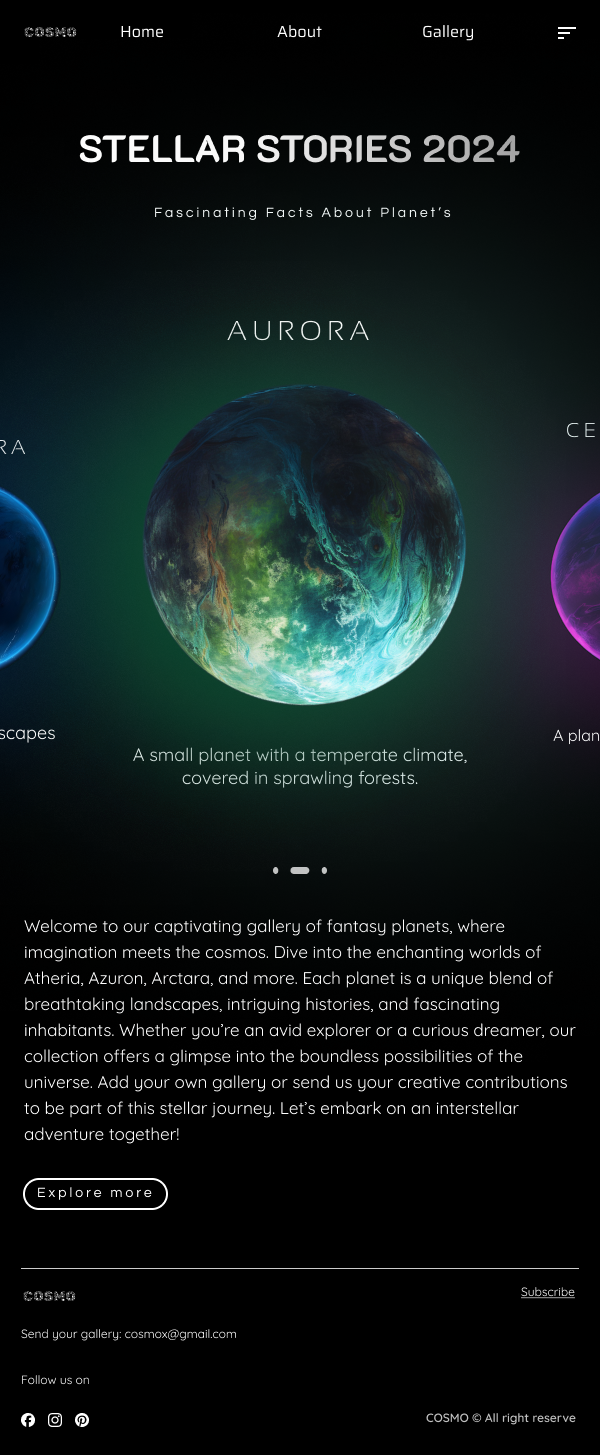 COSMO Home About Gallery
STELLAR STORIES 2024
Fascinating Facts About Planet's
AURORA
CE
RA
scapes
A plan
A small planet with a temperate climate,
covered in sprawling forests.
Welcome to our captivating gallery of fantasy planets, where
imagination meets the cosmos. Dive into the enchanting worlds of
Atheria, Azuron, Arctara, and more. Each planet is a unique blend of
breathtaking landscapes, intriguing histories, and fascinating
inhabitants. Whether you're an avid explorer or a curious dreamer, our
collection offers a glimpse into the boundless possibilities of the
universe. Add your own gallery or send us your creative contributions
to be part of this stellar journey. Let's embark on an interstellar
adventure together!
Explore more
COSMO Subscribe
Send your gallery: cosmox@gmail.com
Follow us on
COSMO © All right reserve